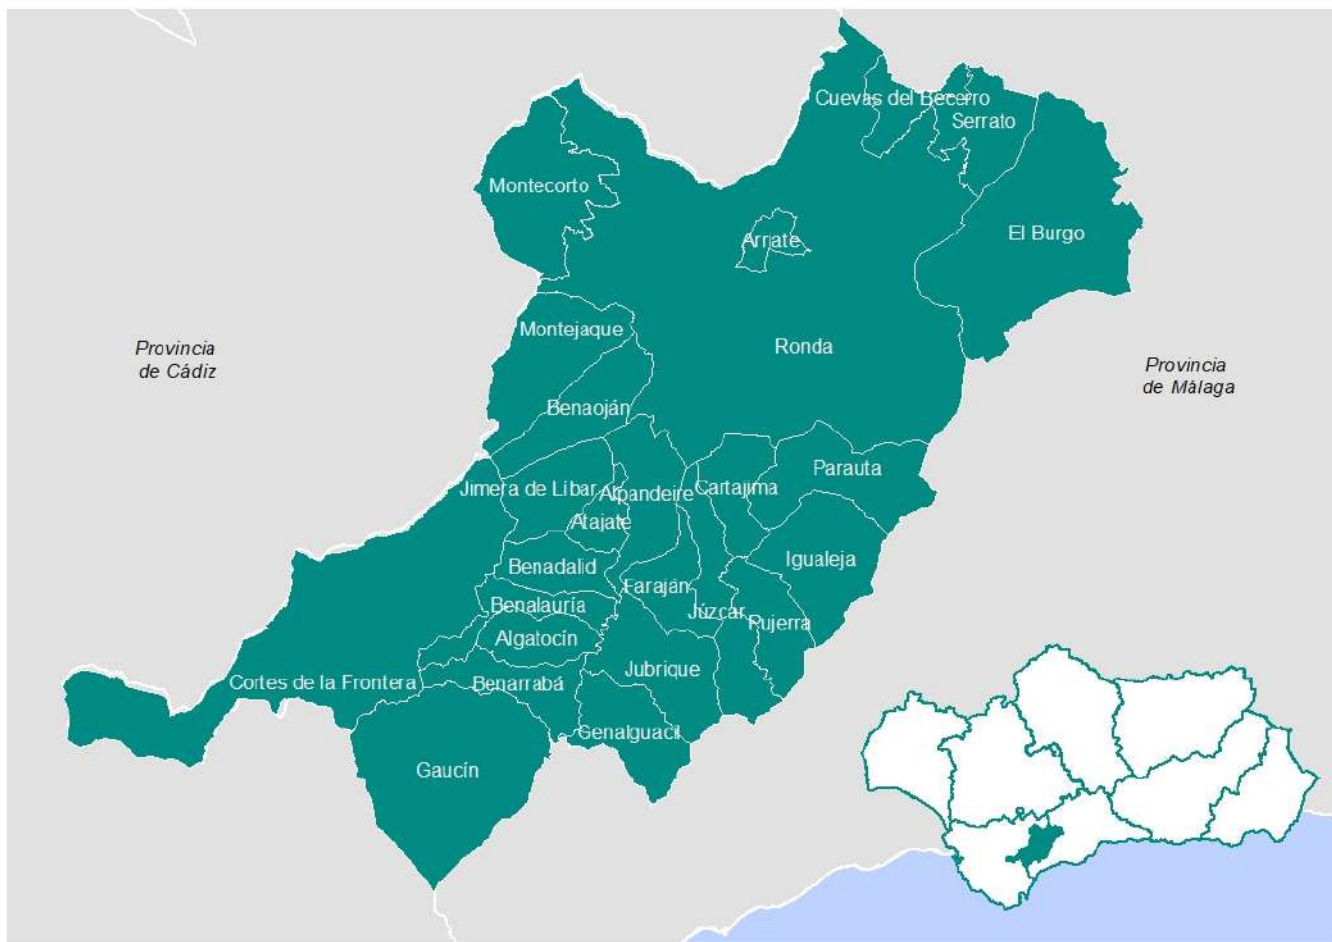 Cuevas del Becerro
Serrato
Montecorto
El Burgo
Arriate
Montejaque
Ronda
Provincia
de Cádiz
Provincia
de Málaga
Benaoján
Parauta
Jimera de Líbar
Alpandeire
Cartajima
Atajate
Igualeja
Benadalid
Faraján
Benalauría
Júzcar
Pujerra
Algatocín
Jubrique
Cortes de la Frontera
Benarrabá
Genalguacil
Gaucín